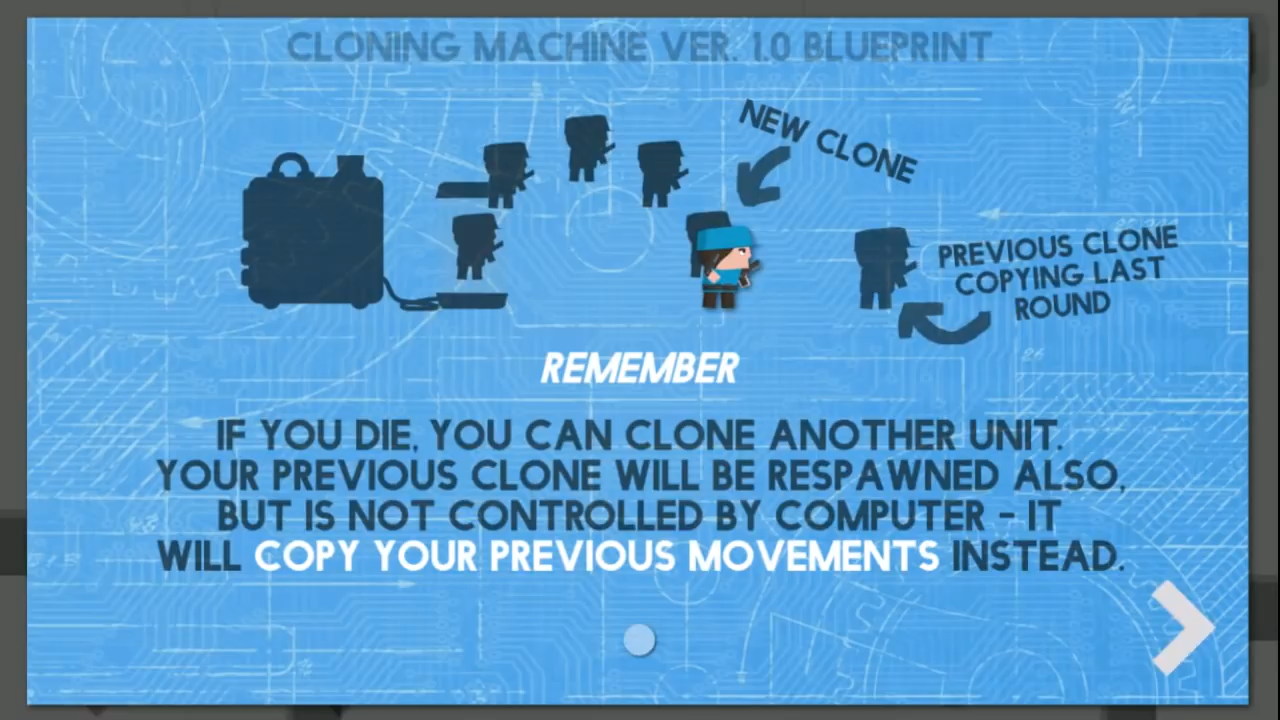 CLONING MACHINE VER. 1.0 BLUEPRINT
NEW CLONE
PREVIOUS CLONE
COPYING LAST
ROUND
REMEMBER
IF YOU DIE, YOU CAN CLONE ANOTHER UNIT.
YOUR PREVIOUS CLONE WILL BE RESPAWNED ALSO,
BUT IS NOT CONTROLLED BY COMPUTER - IT
WILL COPY YOUR PREVIOUS MOVEMENTS INSTEAD.